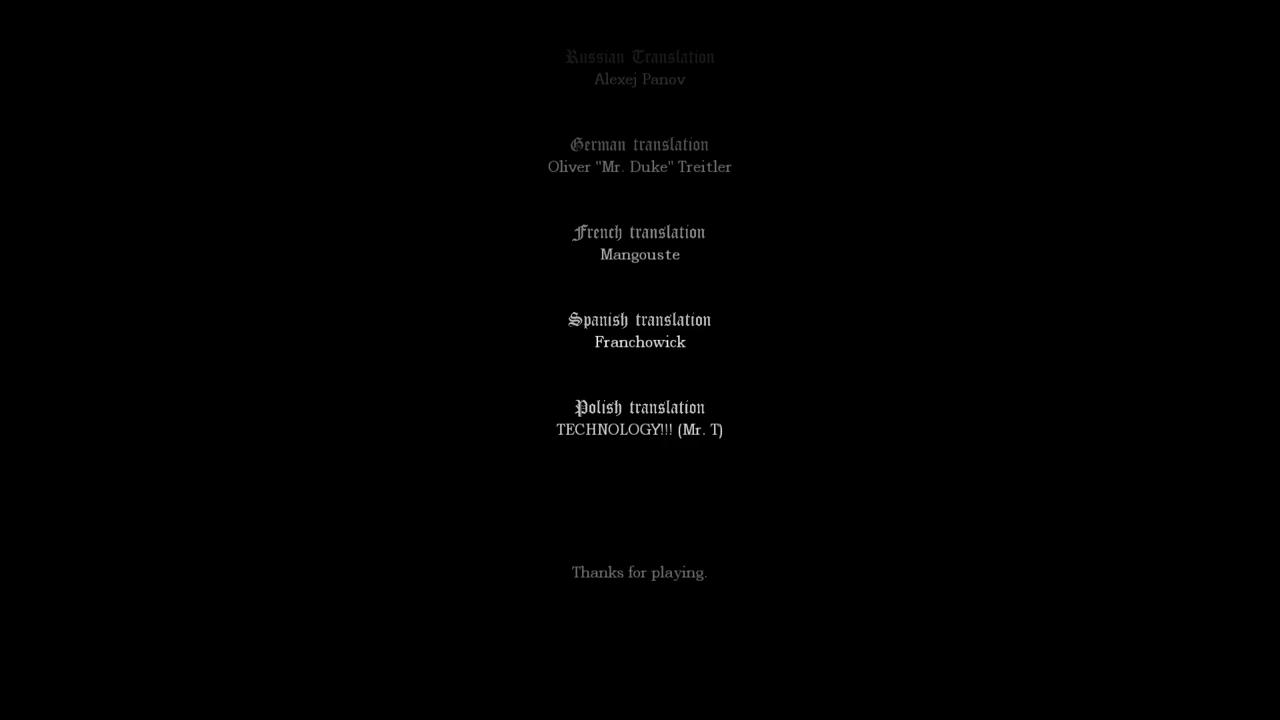 Russian Translation
Alexej Panov
German translation
Oliver "Mr. Duke" Treitler
French translation
Mangouste
Spanish translation
Franchowick
Polish translation
TECHNOLOGY!!! (Mr. T)
Thanks for playing.